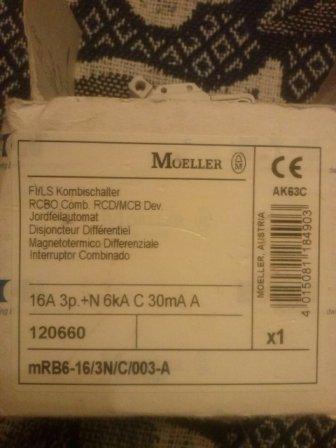 MOELLER
CE
AK63C
FI/LS Kombischalter
RCBO Comb. RCD/MCB Dev.
Jordfeilautomat
Disjoncteur Différentiel
Magnetotermico Differenziale
Interruptor Combinado
16A 3p.+N 6kA C 30mA A
120660
mRB6-16/3N/C/003-A
MOELLER, AUSTRIA
4 015081 184903
x1